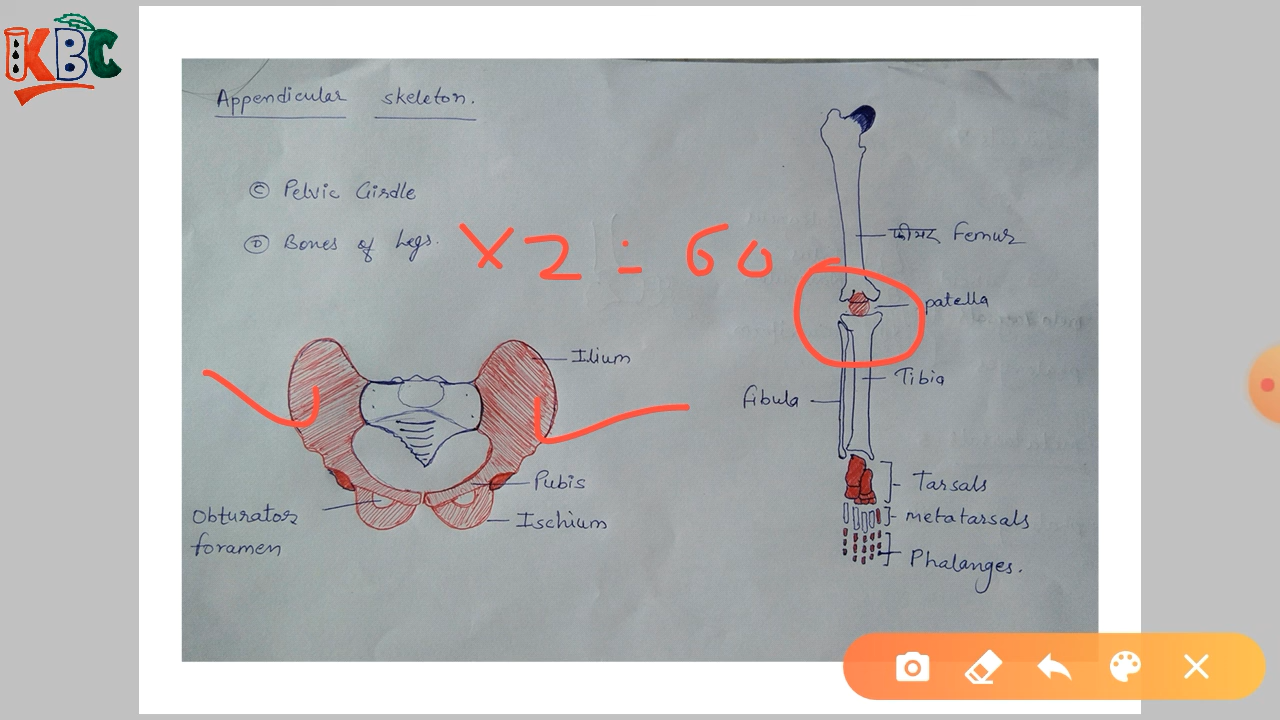 KBC
Appendicular skeleton.
Ⓒ Pelvic Girdle
Ⓓ Bones of Legs.
X 2 = 60
फीमर Femur
patella
Ilium
Tibia
fibula
Pubis
Tarsals
Obturator
foramen
Ischium
metatarsals
Phalanges.